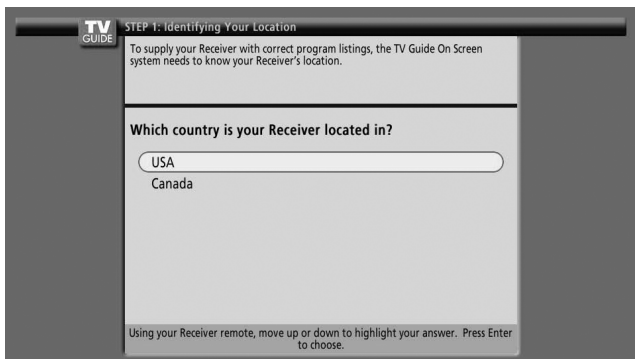 TV
GUIDE
STEP 1: Identifying Your Location
To supply your Receiver with correct program listings, the TV Guide On Screen
system needs to know your Receiver's location.
Which country is your Receiver located in?
USA
Canada
Using your Receiver remote, move up or down to highlight your answer. Press Enter
to choose.